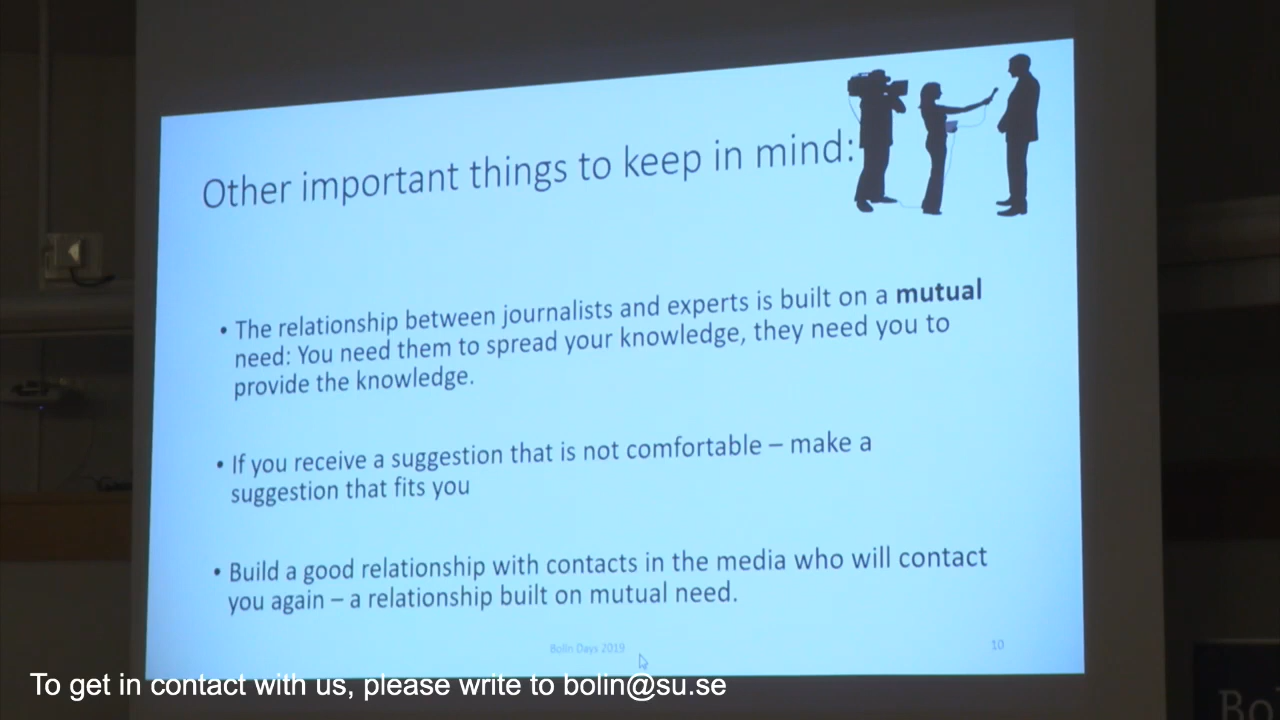 Other important things to keep in mind:
• The relationship between journalists and experts is built on a mutual
need: You need them to spread your knowledge, they need you to
provide the knowledge.
• If you receive a suggestion that is not comfortable – make a
suggestion that fits you
• Build a good relationship with contacts in the media who will contact
you again – a relationship built on mutual need.
Bolin Days 2019
10
To get in contact with us, please write to bolin@su.se